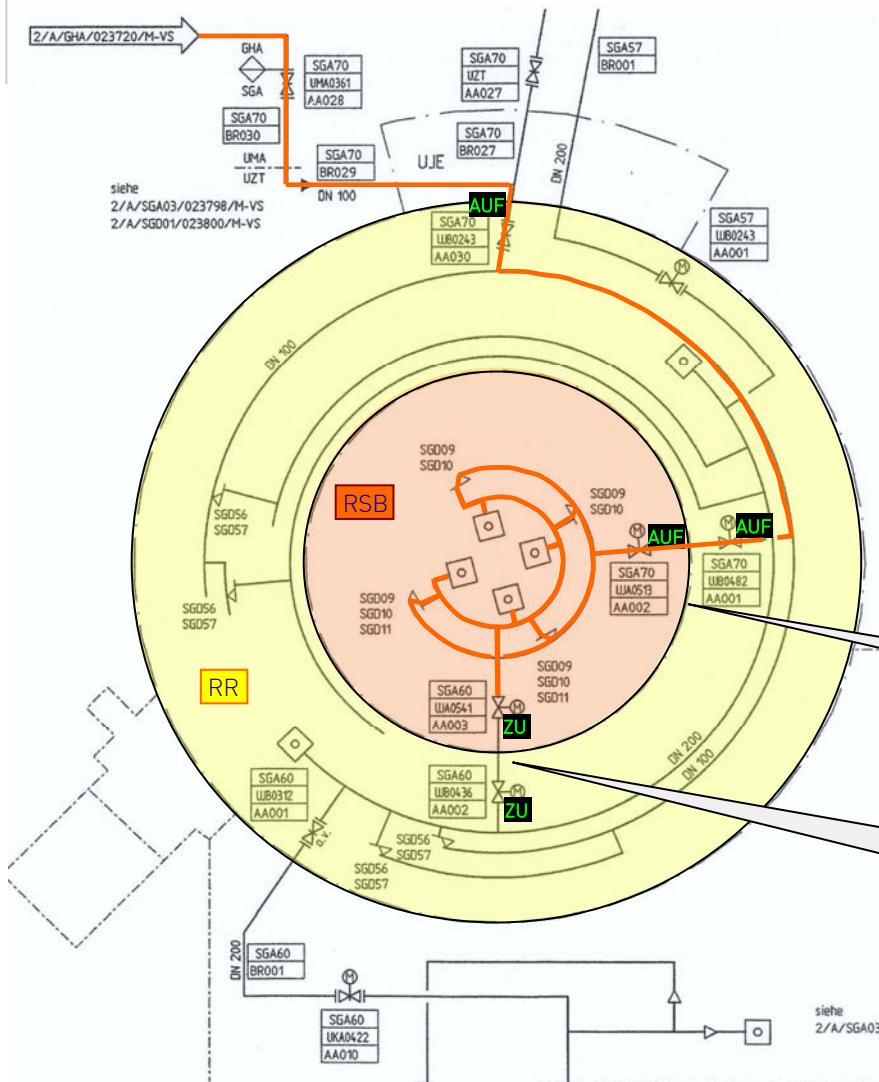 2/A/GHA/023720/M-VS
GHA
SGA
SGA70
UMA0361
AA028
SGA70
UZT
AA027
SGA57
BR001
SGA70
BR030
UMA
UZT
SGA70
BR029
DN 100
UJE
SGA70
BR027
DN 200
siehe
2/A/SGA03/023798/M-VS
2/A/SGD01/023800/M-VS
AUF
SGA70
UJB0243
AA030
M
SGA57
UJB0243
AA001
DN 100
RSB
SGD09
SGD10
SGD09
SGD10
SGD56
SGD57
M
AUF
M
AUF
SGA70
UJA0513
AA002
SGA70
UJB0482
AA001
SGD56
SGD57
SGD09
SGD10
SGD11
SGD09
SGD10
SGD11
RR
SGA60
UJA0541
AA003
M
ZU
DN 200
DN 100
SGA60
UJB0312
AA001
Ö.V.
SGA60
UJB0436
AA002
M
ZU
SGD56
SGD57
SGD56
SGD57
DN 200
SGA60
BR001
M
SGA60
UKA0422
AA010
siehe
2/A/SGA03